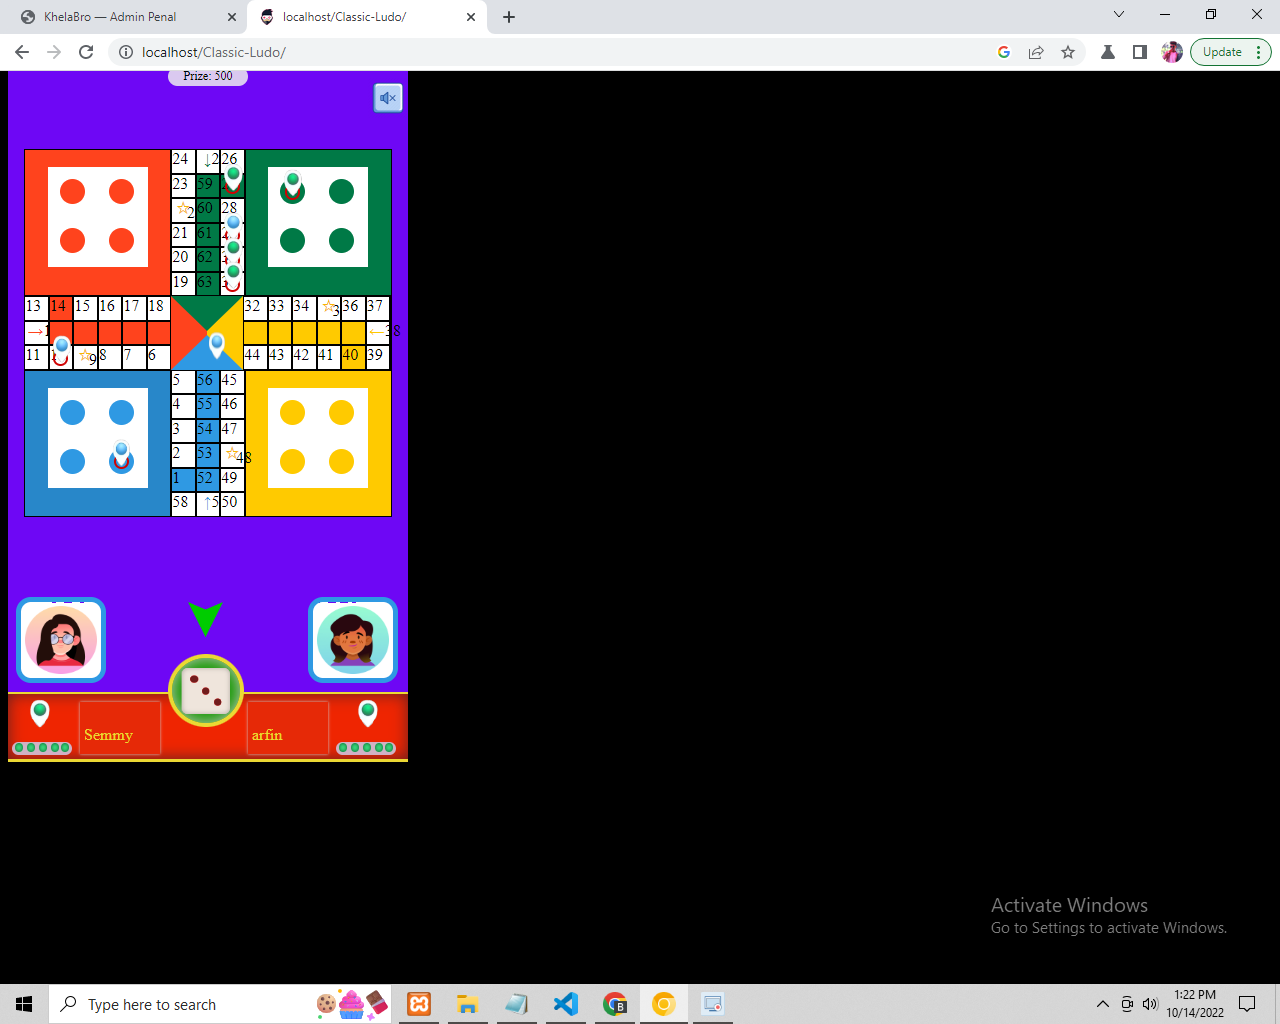 KhelaBro — Admin Penal
localhost/Classic-Ludo/
localhost/Classic-Ludo/
Update
Prize: 500
24 ↓2 26
23 59
☆2 60 28
21 61
20 62
19 63
13 14 15 16 17 18 32 33 34 ☆3 36 37
→1 ←38
11 1 ☆9 8 7 6 44 43 42 41 40 39
5 56 45
4 55 46
3 54 47
2 53 ☆48
1 52 49
58 ↑5 50
Semmy
arfin
Activate Windows
Go to Settings to activate Windows.
Type here to search
1:22 PM
10/14/2022